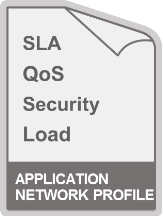 SLA
QoS
Security
Load
APPLICATION
NETWORK PROFILE